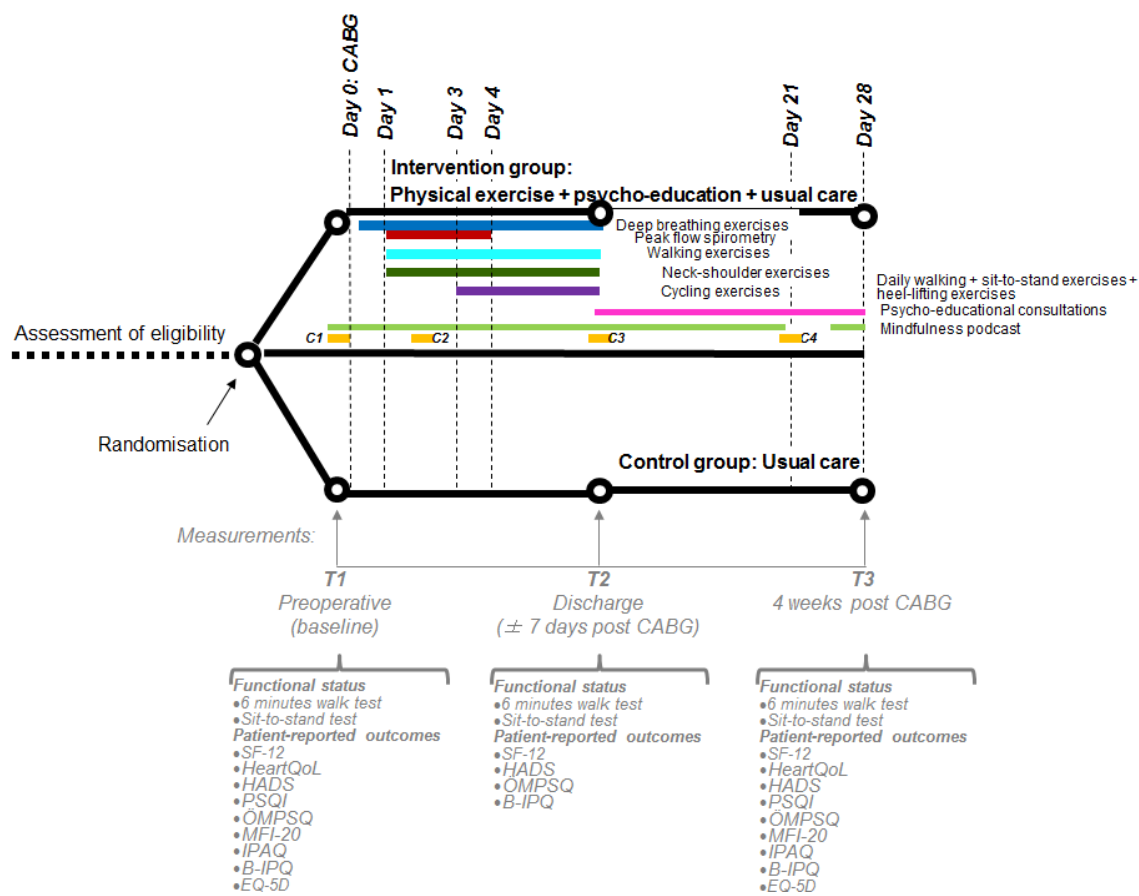 Day 0: CABG
Day 1
Day 3
Day 4
Day 21
Day 28
Intervention group:
Physical exercise + psycho-education + usual care
Deep breathing exercises
Peak flow spirometry
Walking exercises
Neck-shoulder exercises
Cycling exercises
Daily walking + sit-to-stand exercises +
heel-lifting exercises
Psycho-educational consultations
Mindfulness podcast
Assessment of eligibility
C1
C2
C3
C4
Randomisation
Control group: Usual care
Measurements:
T1
Preoperative
(baseline)
T2
Discharge
(± 7 days post CABG)
T3
4 weeks post CABG
Functional status
•6 minutes walk test
•Sit-to-stand test
Patient-reported outcomes
•SF-12
•HeartQoL
•HADS
•PSQI
•ÖMPSQ
•MFI-20
•IPAQ
•B-IPQ
•EQ-5D
Functional status
•6 minutes walk test
•Sit-to-stand test
Patient-reported outcomes
•SF-12
•HADS
•ÖMPSQ
•B-IPQ
Functional status
•6 minutes walk test
•Sit-to-stand test
Patient-reported outcomes
•SF-12
•HeartQoL
•HADS
•PSQI
•ÖMPSQ
•MFI-20
•IPAQ
•B-IPQ
•EQ-5D